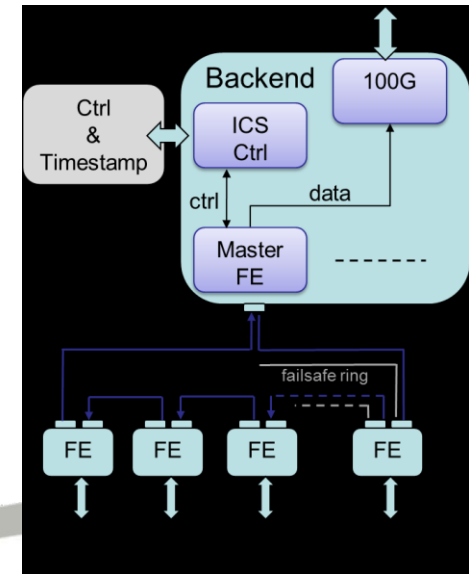 Backend
100G
Ctrl
&
Timestamp
ICS
Ctrl
ctrl
data
Master
FE
failsafe ring
FE
FE
FE
FE